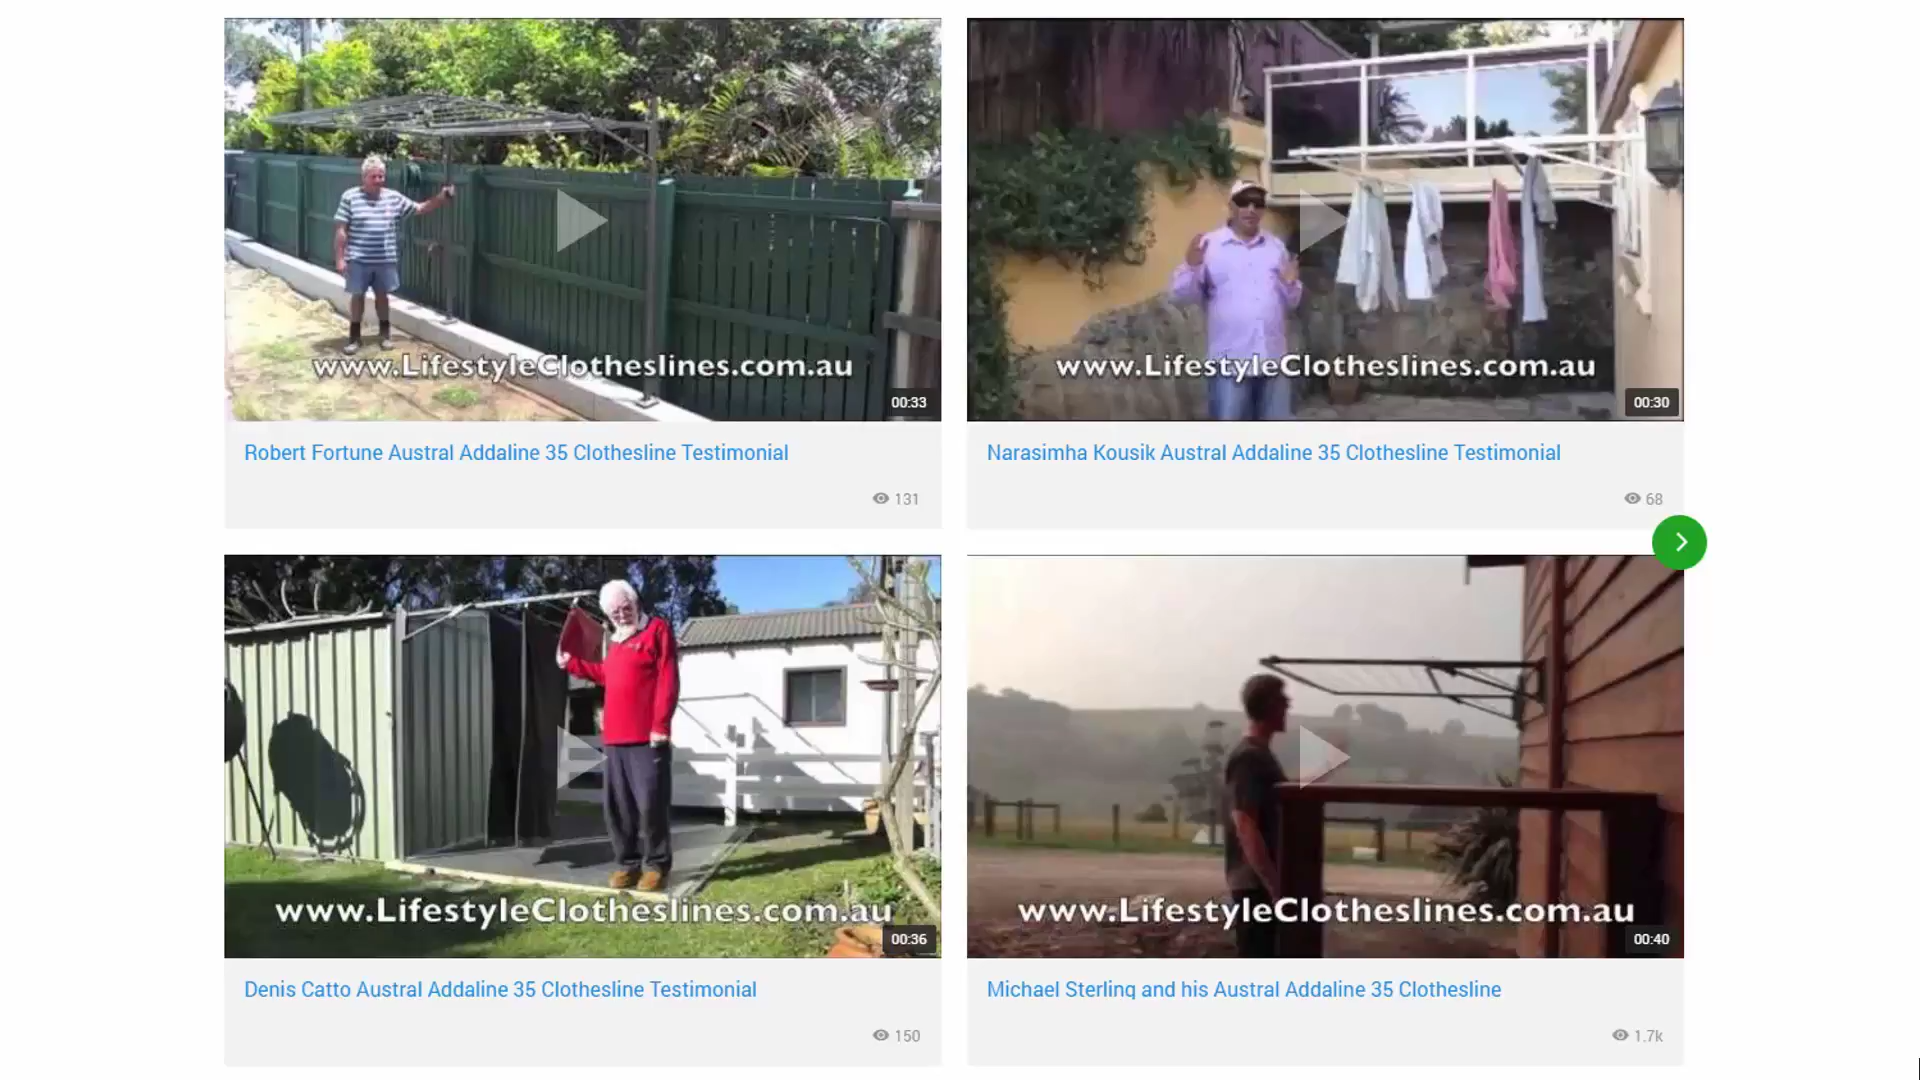 www.LifestyleClotheslines.com.au
00:33
Robert Fortune Austral Addaline 35 Clothesline Testimonial
131
www.LifestyleClotheslines.com.au
00:30
Narasimha Kousik Austral Addaline 35 Clothesline Testimonial
68
www.LifestyleClotheslines.com.au
00:36
Denis Catto Austral Addaline 35 Clothesline Testimonial
150
www.LifestyleClotheslines.com.au
00:40
Michael Sterling and his Austral Addaline 35 Clothesline
1.7k